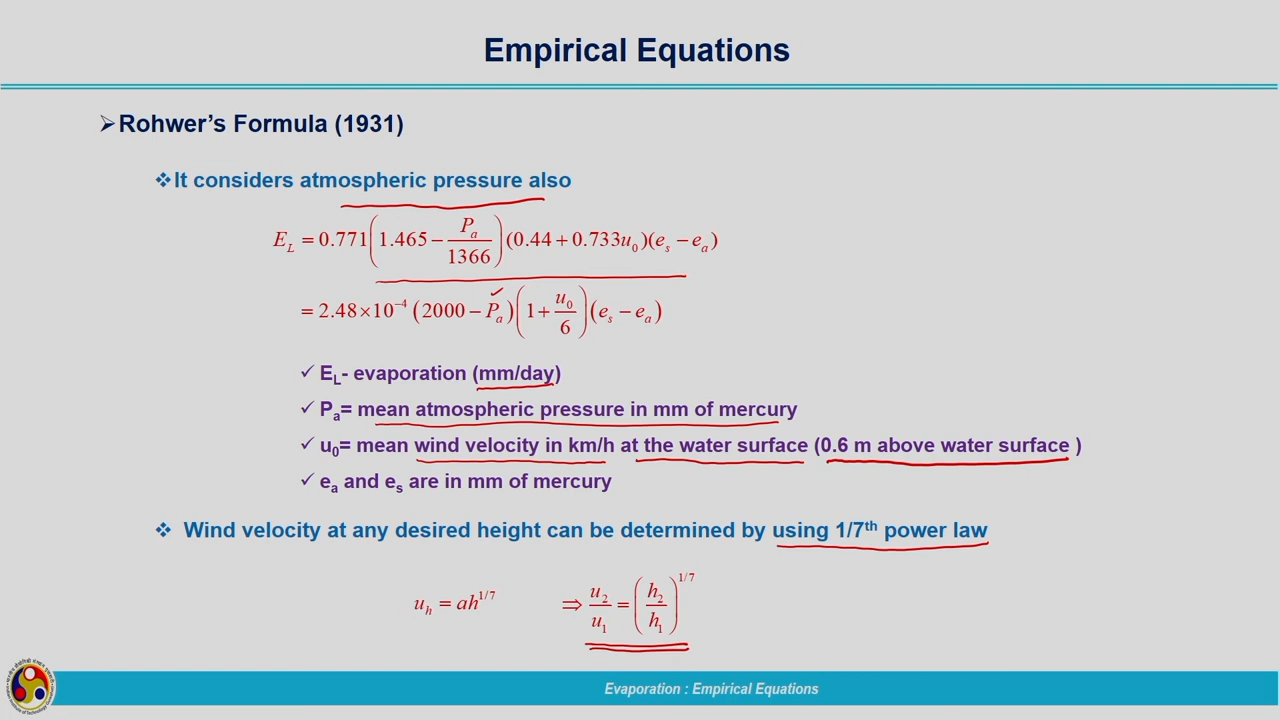 Empirical Equations
➢Rohwer’s Formula (1931)
❖It considers atmospheric pressure also
E_L = 0.771(1.465 − P_a/1366)(0.44 + 0.733u_0)(e_s − e_a)
= 2.48×10^−4 (2000 − P_a)(1 + u_0/6)(e_s − e_a)
✓ E_L- evaporation (mm/day)
✓ P_a= mean atmospheric pressure in mm of mercury
✓ u_0= mean wind velocity in km/h at the water surface (0.6 m above water surface )
✓ e_a and e_s are in mm of mercury
❖ Wind velocity at any desired height can be determined by using 1/7^th power law
u_h = ah^1/7 ⇒ u_2/u_1 = (h_2/h_1)^1/7
Evaporation : Empirical Equations